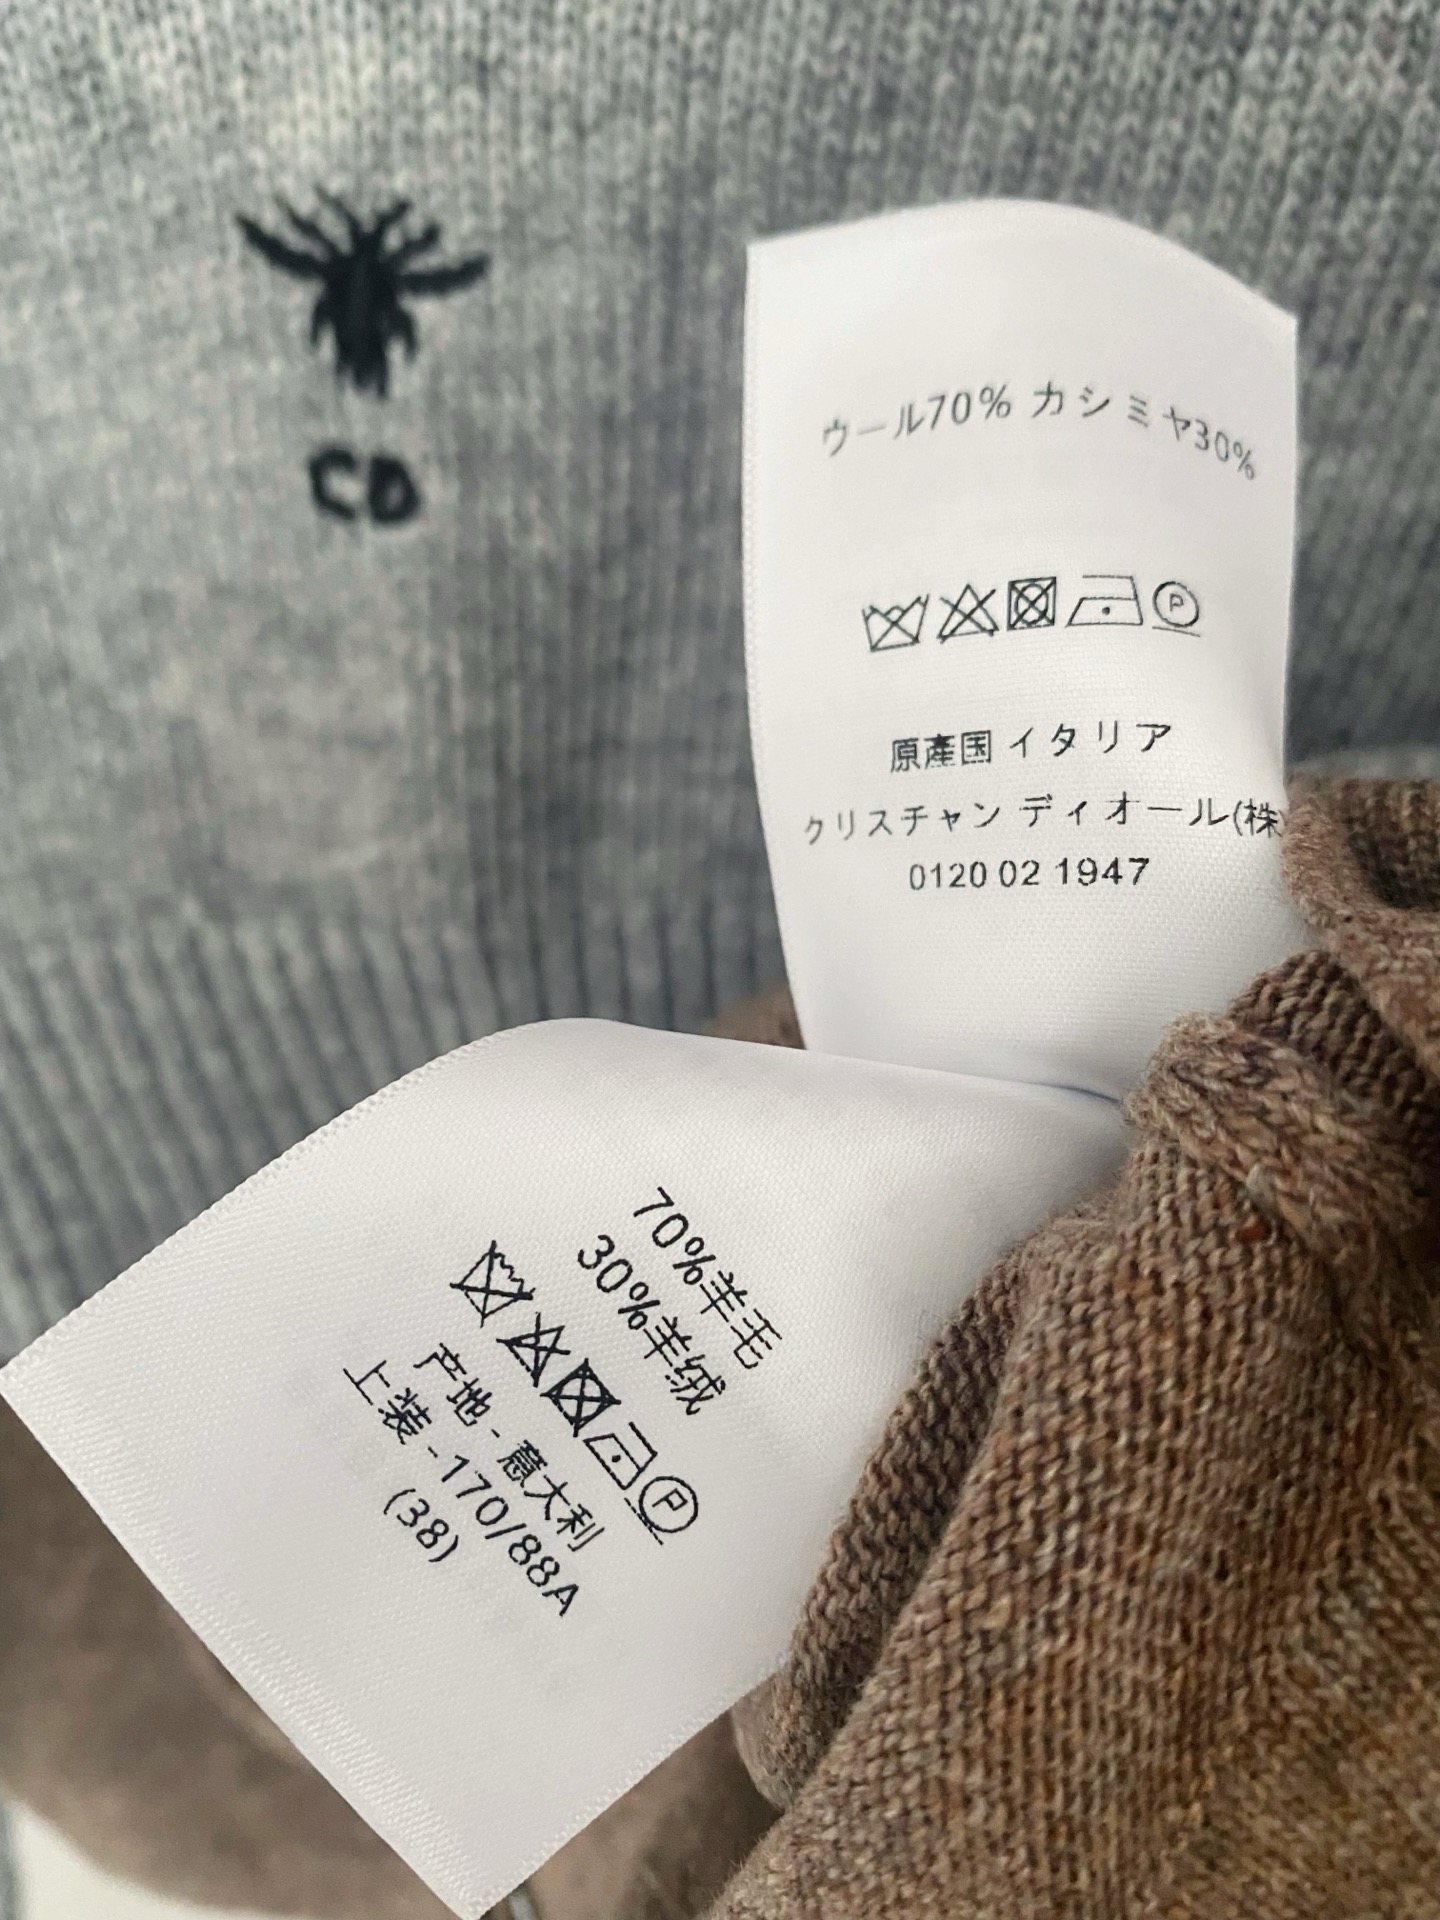 CD
ウール70% カシミヤ30%
原産国 イタリア
クリスチャン ディオール(株)
0120 02 1947
70%羊毛
30%羊绒
产地 - 意大利
上装 - 170/88A
(38)